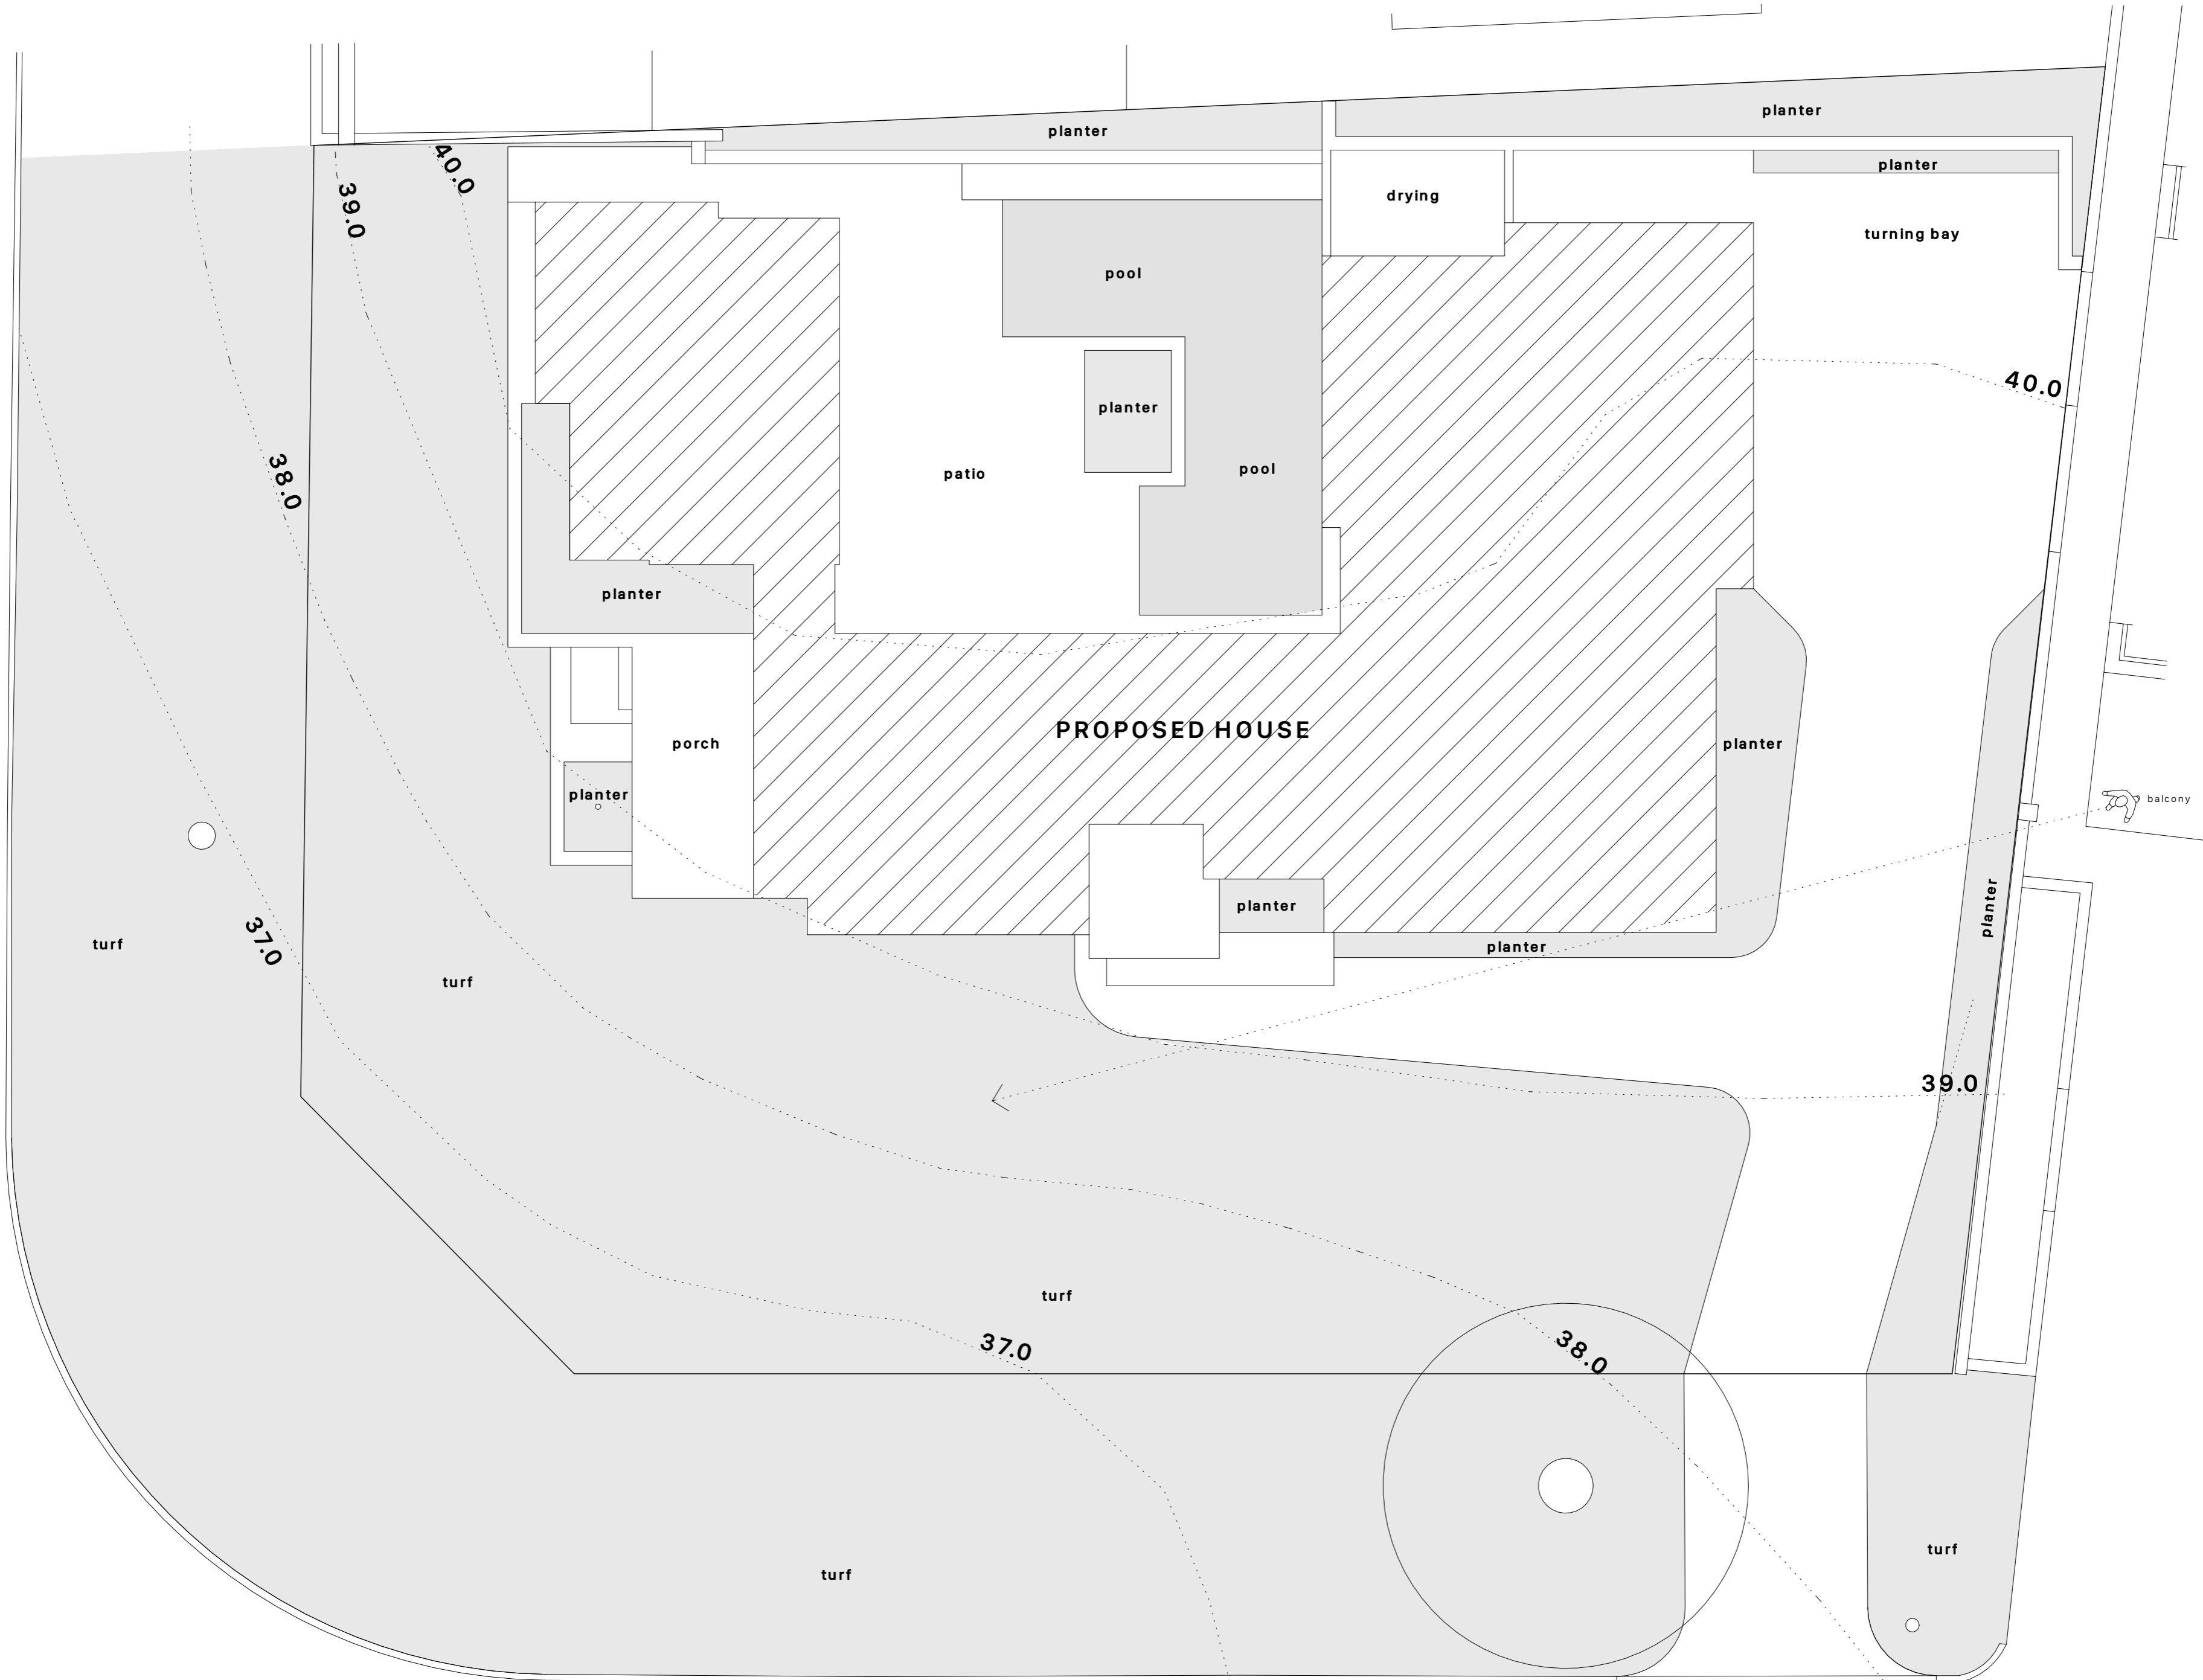 planter
planter
40.0
planter
39.0
drying
turning bay
pool
40.0
planter
pool
patio
38.0
planter
PROPOSED HOUSE
porch
planter
planter
balcony
planter
planter
planter
37.0
turf
planter
turf
39.0
turf
37.0
38.0
turf
turf